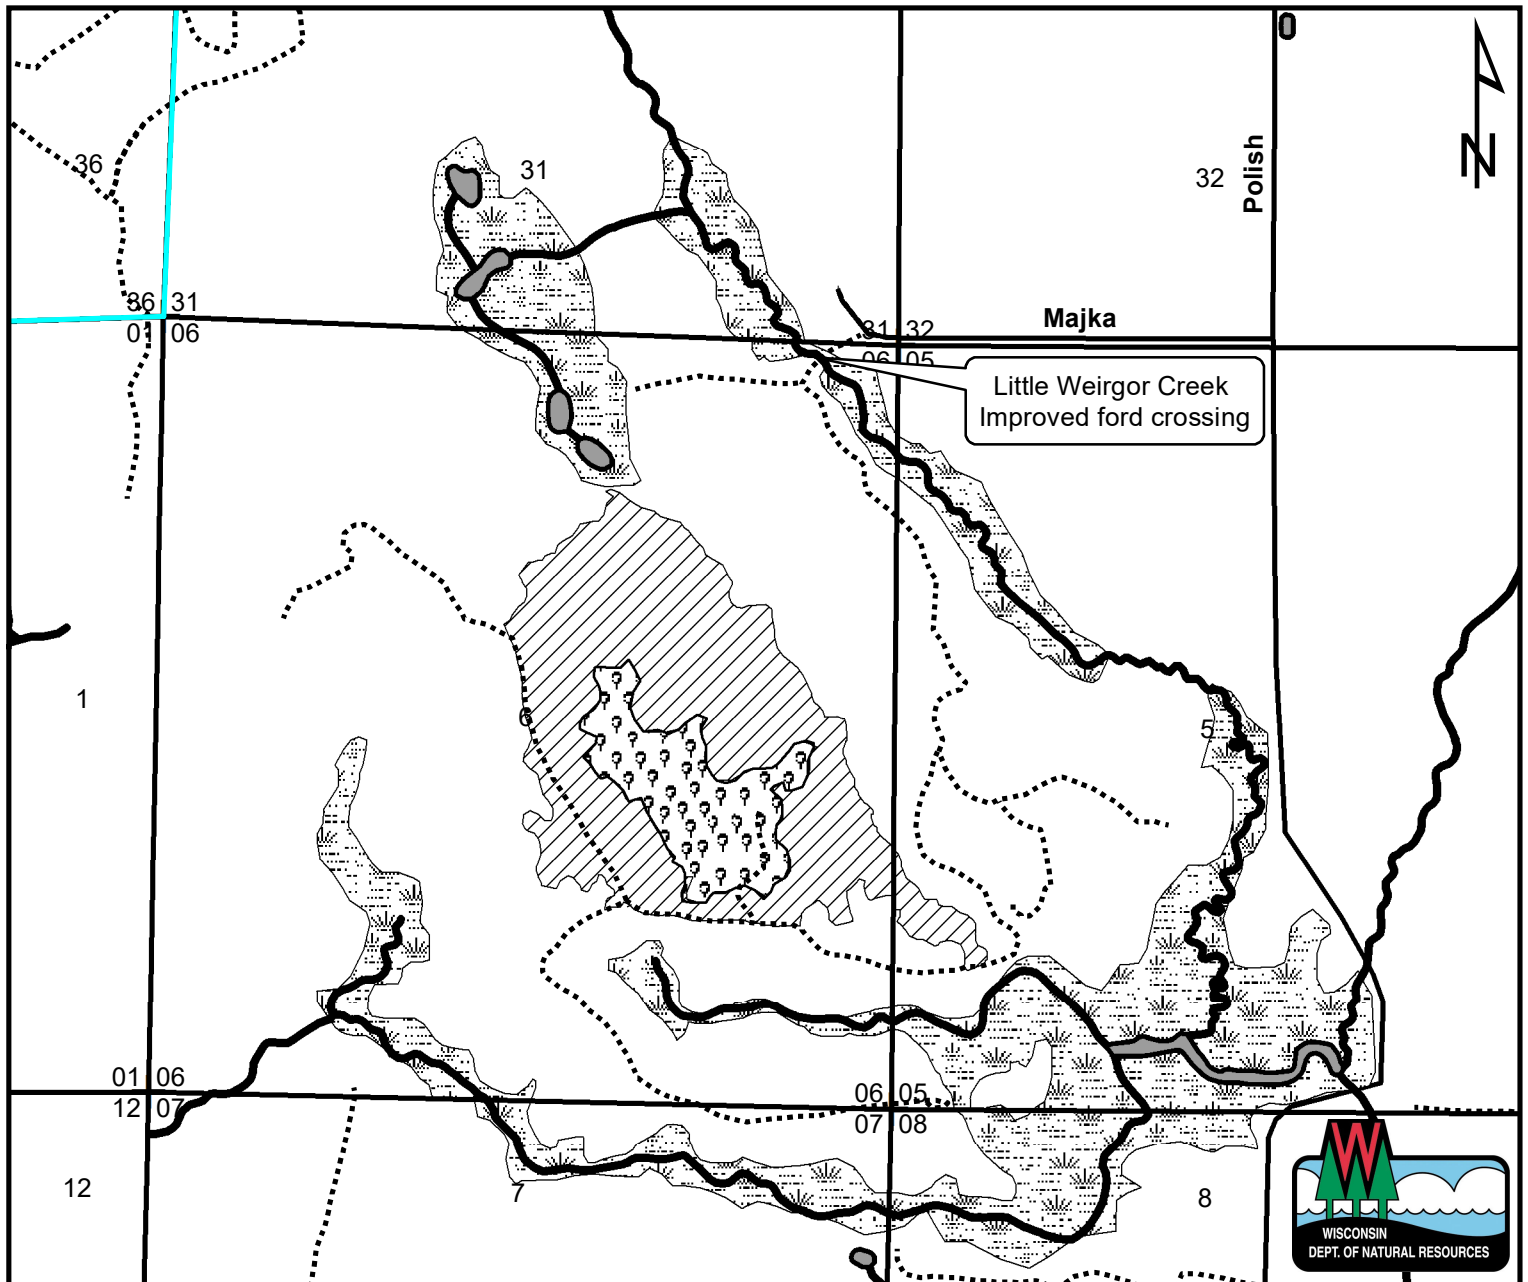 36
31
32
Polish
N
36 31
01 06
31 32
06 05
Majka
Little Weirgor Creek
Improved ford crossing
1
6
5
01 06
12 07
06 05
07 08
12
7
8
W
WISCONSIN
DEPT. OF NATURAL RESOURCES